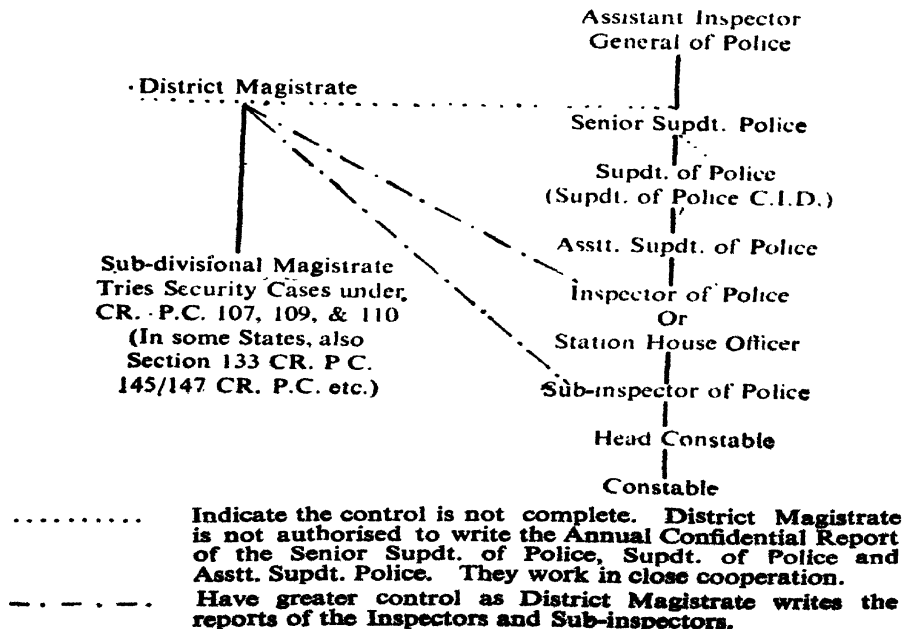 Assistant Inspector
General of Police
District Magistrate
Senior Supdt. Police
Supdt. of Police
(Supdt. of Police C.I.D.)
Asstt. Supdt. of Police
Sub-divisional Magistrate
Tries Security Cases under,
CR. P.C. 107, 109, & 110
(In some States, also
Section 133 CR. P C.
145/147 CR. P.C. etc.)
Inspector of Police
Or
Station House Officer
Sub-inspector of Police
Head Constable
Constable
.......... Indicate the control is not complete. District Magistrate
is not authorised to write the Annual Confidential Report
of the Senior Supdt. of Police, Supdt. of Police and
Asstt. Supdt. Police. They work in close cooperation.
— . — . — . Have greater control as District Magistrate writes the
reports of the Inspectors and Sub-inspectors.